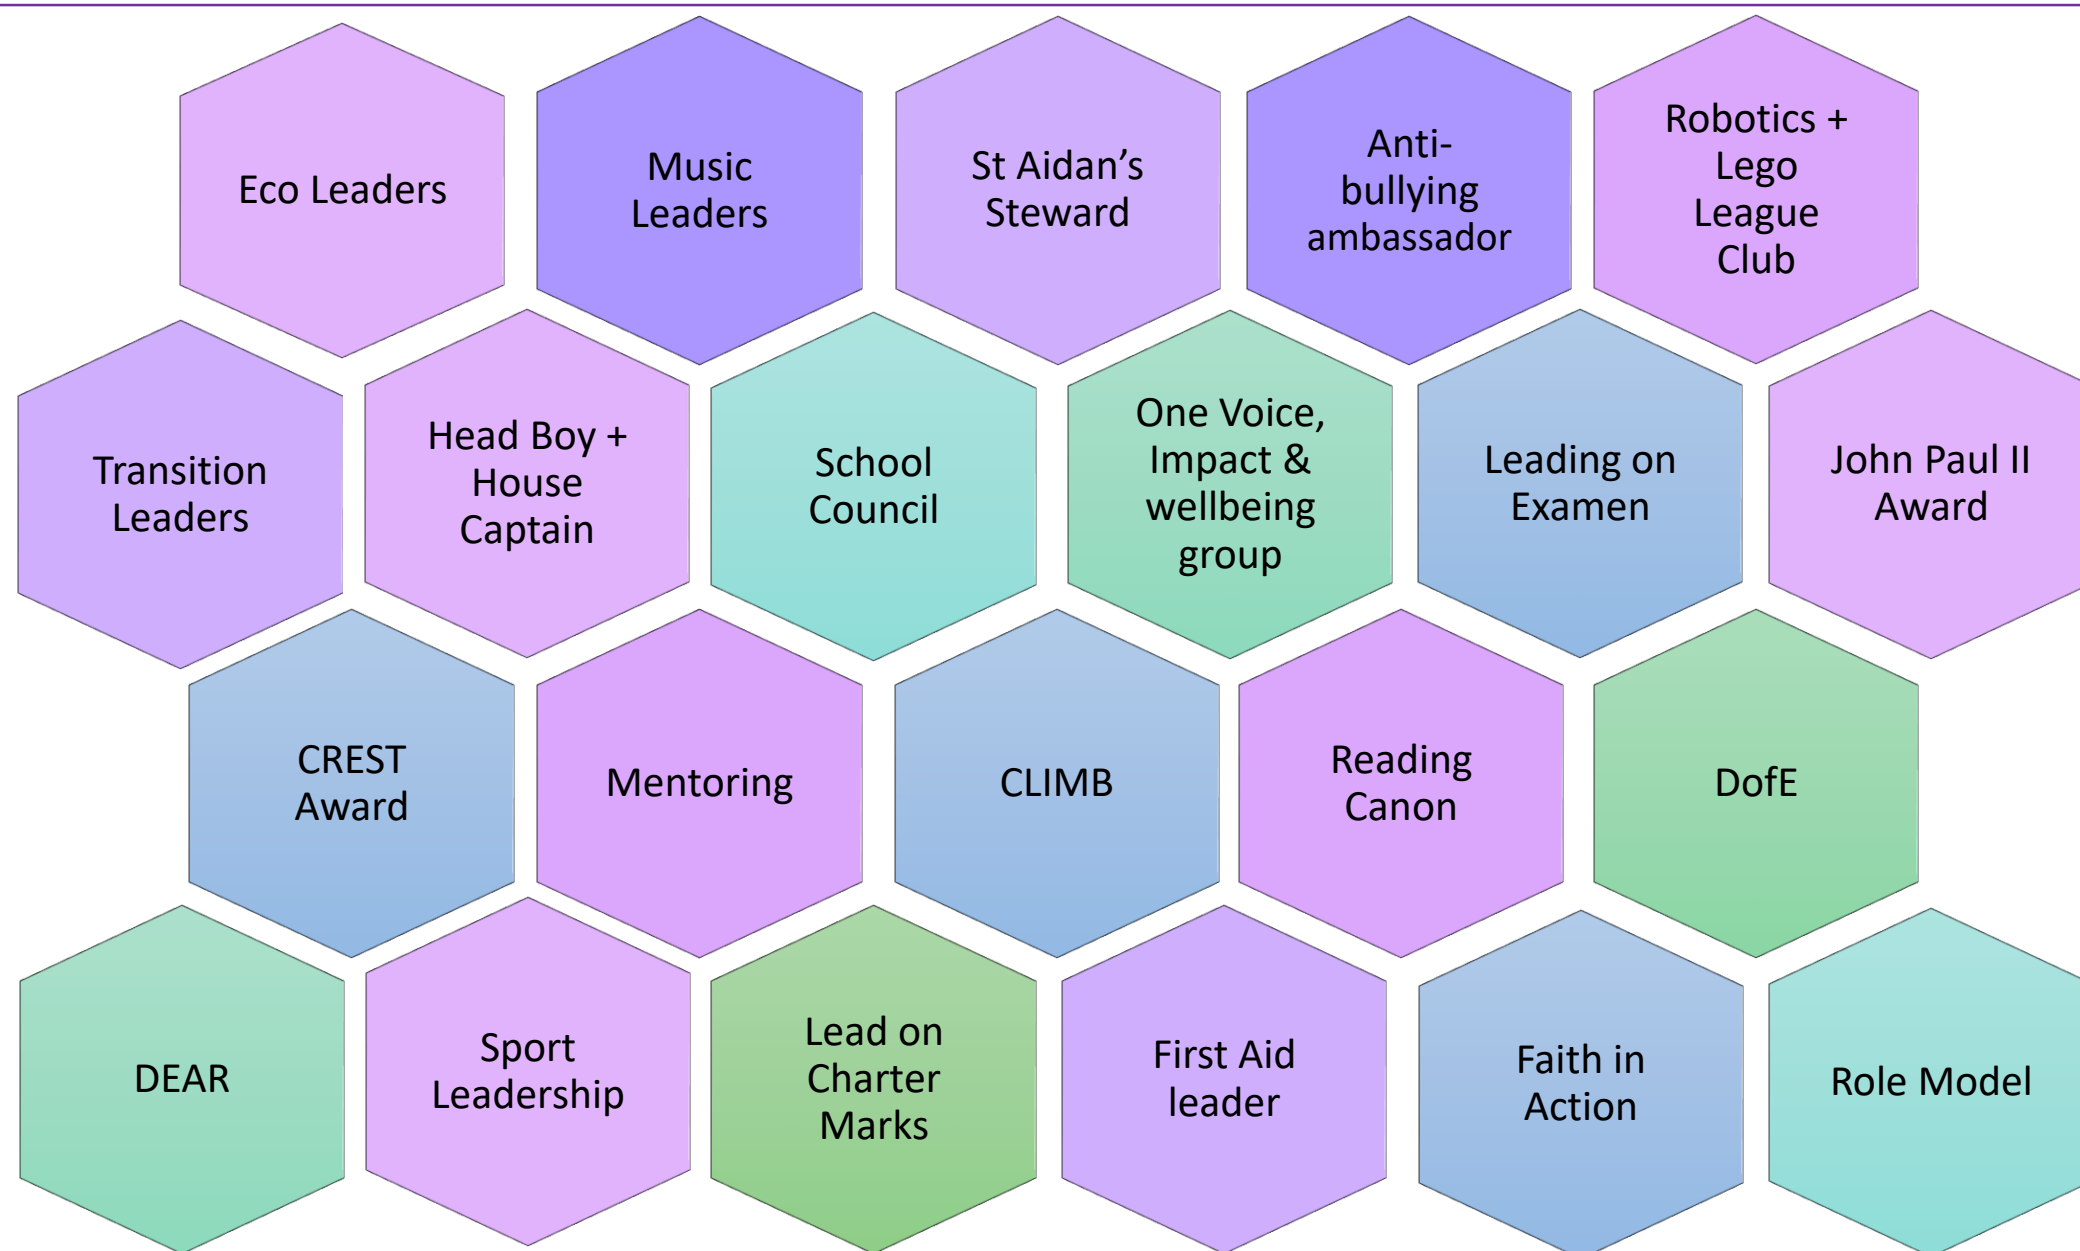 Eco Leaders
Music
Leaders
St Aidan’s
Steward
Anti-
bullying
ambassador
Robotics +
Lego
League
Club
Transition
Leaders
Head Boy +
House
Captain
School
Council
One Voice,
Impact &
wellbeing
group
Leading on
Examen
John Paul II
Award
CREST
Award
Mentoring
CLIMB
Reading
Canon
DofE
DEAR
Sport
Leadership
Lead on
Charter
Marks
First Aid
leader
Faith in
Action
Role Model